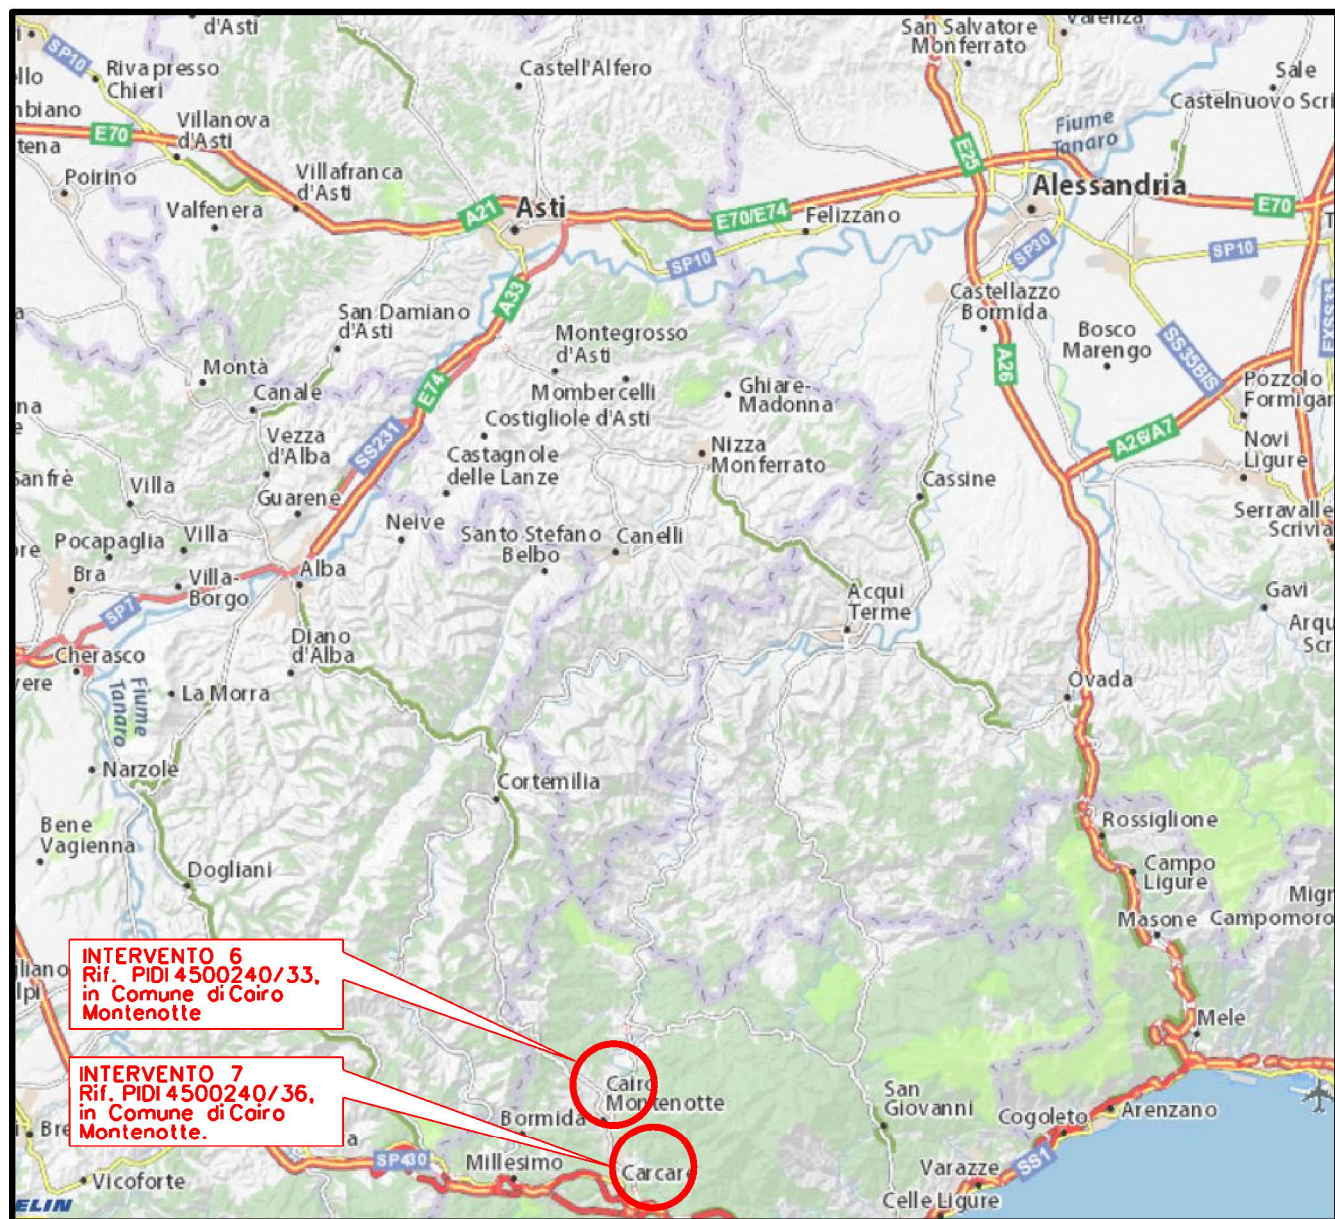 d'Asti
San Salvatore
Monferrato
Valenza
SP10
Riva presso
Chieri
Castell'Alfero
Sale
Castelnuovo Scri
Fiume
Tanaro
E70
Villanova
d'Asti
E25
Poirino
Villafranca
d'Asti
Valfenera
A21
Asti
E70/E74
Felizzano
Alessandria
E70
SP10
SP30
SP10
A33
San Damiano
d'Asti
Castellazzo
Bormida
Bosco
Marengo
SS35BIS
EXSS35
Montegrosso
d'Asti
A26
Montà
Canale
E74
Mombercelli
Ghiare-
Madonna
Pozzolo
Formigar
Costigliole d'Asti
Vezza
d'Alba
SS231
Castagnole
delle Lanze
Nizza
Monferrato
A26/A7
Novi
Ligure
Sanfrè
Villa
Guarene
Cassine
Serravalle
Scrivia
Neive
Santo Stefano
Belbo
Canelli
Pocapaglia
Villa
Bra
Villa-
Borgo
Alba
Acqui
Terme
Gavi
SP7
Arqu
Scr
Diano
d'Alba
Cherasco
vere
Fiume
Tanaro
La Morra
Ovada
Narzole
Cortemilia
Bene
Vagienna
Rossiglione
Dogliani
Campo
Ligure
Masone
Mign
Campomoro
INTERVENTO 6
Rif. PIDI 4500240/33,
in Comune di Cairo
Montenotte
Mele
INTERVENTO 7
Rif. PIDI 4500240/36,
in Comune di Cairo
Montenotte.
Cairo
Montenotte
Bormida
San
Giovanni
Cogoleto
Arenzano
SP430
Millesimo
Carcare
Vicoforte
Varazze
SS1
Celle Ligure
ELIN